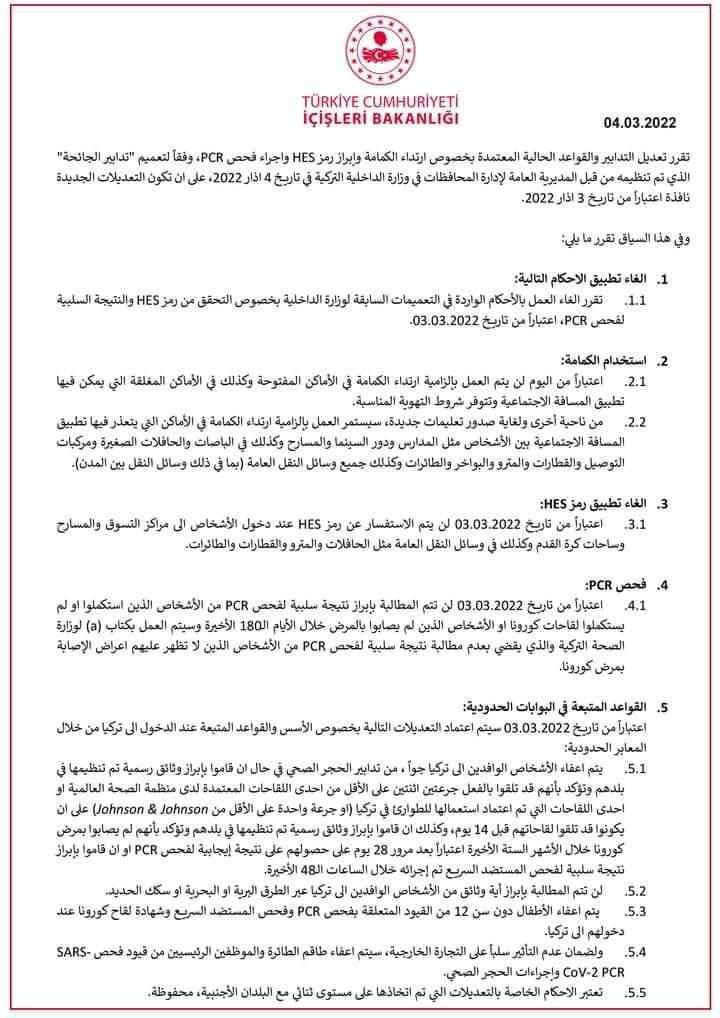 TÜRKİYE CUMHURİYETİ
İÇİŞLERİ BAKANLIĞI
04.03.2022
تقرر تعديل التدابير والقواعد الحالية المعتمدة بخصوص ارتداء الكمامة وإبراز رمز HES واجراء فحص PCR، وفقاً لتعميم "تدابير الجائحة"
الذي تم تنظيمه من قبل المديرية العامة لإدارة المحافظات في وزارة الداخلية التركية في تاريخ 4 اذار 2022، على ان تكون التعديلات الجديدة
نافذة اعتباراً من تاريخ 3 اذار 2022.
وفي هذا السياق تقرر ما يلي:
1. الغاء تطبيق الاحكام التالية:
1.1. تقرر الغاء العمل بالأحكام الواردة في التعميمات السابقة لوزارة الداخلية بخصوص التحقق من رمز HES والنتيجة السلبية
لفحص PCR، اعتباراً من تاريخ 03.03.2022.
2. استخدام الكمامة:
2.1. اعتباراً من اليوم لن يتم العمل بإلزامية ارتداء الكمامة في الأماكن المفتوحة وكذلك في الأماكن المغلقة التي يمكن فيها
تطبيق المسافة الاجتماعية وتتوفر شروط التهوية المناسبة.
2.2. من ناحية أخرى ولغاية صدور تعليمات جديدة، سيستمر العمل بإلزامية ارتداء الكمامة في الأماكن التي يتعذر فيها تطبيق
المسافة الاجتماعية بين الأشخاص مثل المدارس ودور السينما والمسارح وكذلك في الباصات والحافلات الصغيرة ومركبات
التوصيل والقطارات والمترو والبواخر والطائرات وكذلك جميع وسائل النقل العامة (بما في ذلك وسائل النقل بين المدن).
3. الغاء تطبيق رمز HES:
3.1. اعتباراً من تاريخ 03.03.2022 لن يتم الاستفسار عن رمز HES عند دخول الأشخاص الى مراكز التسوق والمسارح
وساحات كرة القدم وكذلك في وسائل النقل العامة مثل الحافلات والمترو والقطارات والطائرات.
4. فحص PCR:
4.1. اعتباراً من تاريخ 03.03.2022 لن تتم المطالبة بإبراز نتيجة سلبية لفحص PCR من الأشخاص الذين استكملوا او لم
يستكملوا لقاحات كورونا او الأشخاص الذين لم يصابوا بالمرض خلال الأيام الـ180 الأخيرة وسيتم العمل بكتاب (a) لوزارة
الصحة التركية والذي يقضي بعدم مطالبة نتيجة سلبية لفحص PCR من الأشخاص الذين لا تظهر عليهم اعراض الإصابة
بمرض كورونا.
5. القواعد المتبعة في البوابات الحدودية:
اعتباراً من تاريخ 03.03.2022 سيتم اعتماد التعديلات التالية بخصوص الأسس والقواعد المتبعة عند الدخول الى تركيا من خلال
المعابر الحدودية:
5.1. يتم اعفاء الأشخاص الوافدين الى تركيا جواً ، من تدابير الحجر الصحي في حال ان قاموا بإبراز وثائق رسمية تم تنظيمها في
بلدهم وتؤكد بأنهم قد تلقوا بالفعل جرعتين اثنتين على الأقل من احدى اللقاحات المعتمدة لدى منظمة الصحة العالمية او
احدى اللقاحات التي تم اعتماد استعمالها للطوارئ في تركيا (او جرعة واحدة على الأقل من Johnson & Johnson) على ان
يكونوا قد تلقوا لقاحاتهم قبل 14 يوم، وكذلك ان قاموا بإبراز وثائق رسمية تم تنظيمها في بلدهم وتؤكد بأنهم لم يصابوا بمرض
كورونا خلال الأشهر الستة الأخيرة اعتباراً بعد مرور 28 يوم على حصولهم على نتيجة إيجابية لفحص PCR او ان قاموا بإبراز
نتيجة سلبية لفحص المستضد السريع تم إجرائه خلال الساعات الـ48 الأخيرة.
5.2. لن تتم المطالبة بإبراز أية وثائق من الأشخاص الوافدين الى تركيا عبر الطرق البرية او البحرية او سكك الحديد.
5.3. يتم اعفاء الأطفال دون سن 12 من القيود المتعلقة بفحص PCR وفحص المستضد السريع وشهادة لقاح كورونا عند
دخولهم الى تركيا.
5.4. ولضمان عدم التأثير سلباً على التجارة الخارجية، سيتم اعفاء طاقم الطائرة والموظفين الرئيسيين من قيود فحص SARS-
CoV-2 PCR وإجراءات الحجر الصحي.
5.5. تعتبر الاحكام الخاصة بالتعديلات التي تم اتخاذها على مستوى ثنائي مع البلدان الأجنبية، محفوظة.